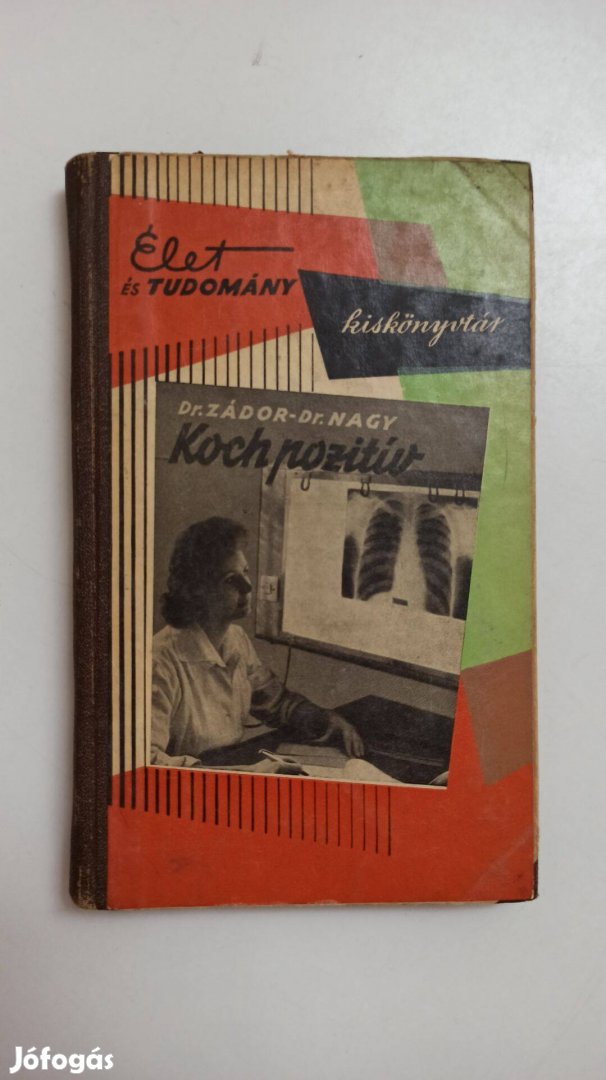 Élet
ÉS TUDOMÁNY
kiskönyvtár
Dr. ZÁDOR-Dr. NAGY
Koch pozitív
Jófogás